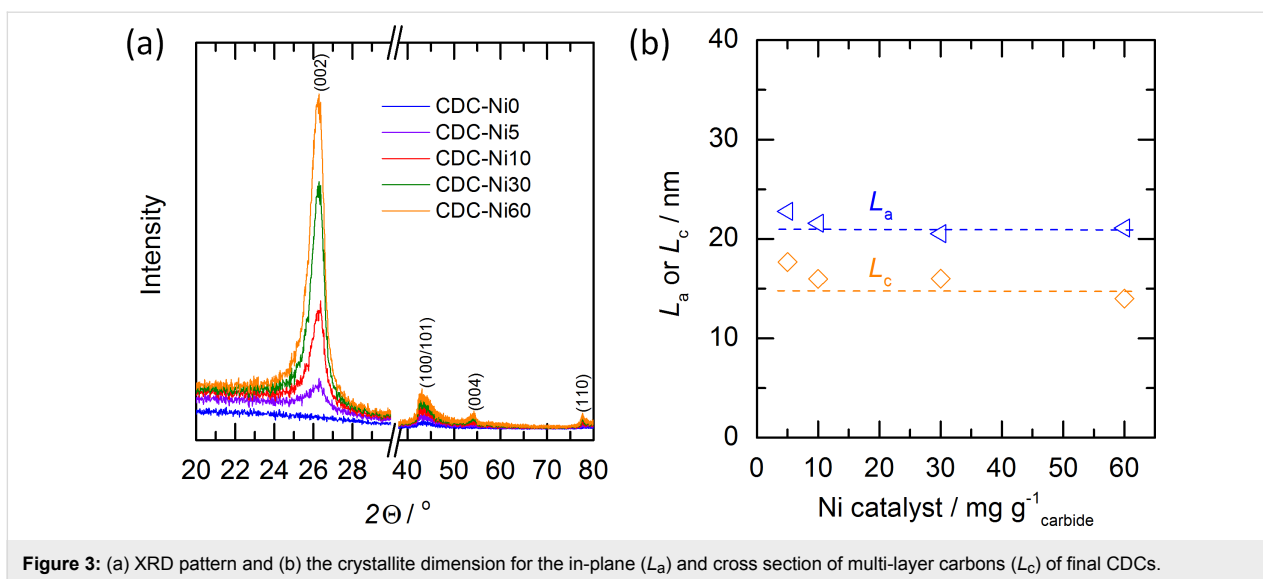 (a)
(002)
CDC-Ni0
CDC-Ni5
CDC-Ni10
CDC-Ni30
CDC-Ni60
(100/101)
(004)
(110)
Intensity
20 22 24 26 28 40 50 60 70 80
2Θ / °
(b)
40
30
20
10
0
La or Lc / nm
La
Lc
0 10 20 30 40 50 60
Ni catalyst / mg g-1 carbide
Figure 3: (a) XRD pattern and (b) the crystallite dimension for the in-plane (La) and cross section of multi-layer carbons (Lc) of final CDCs.